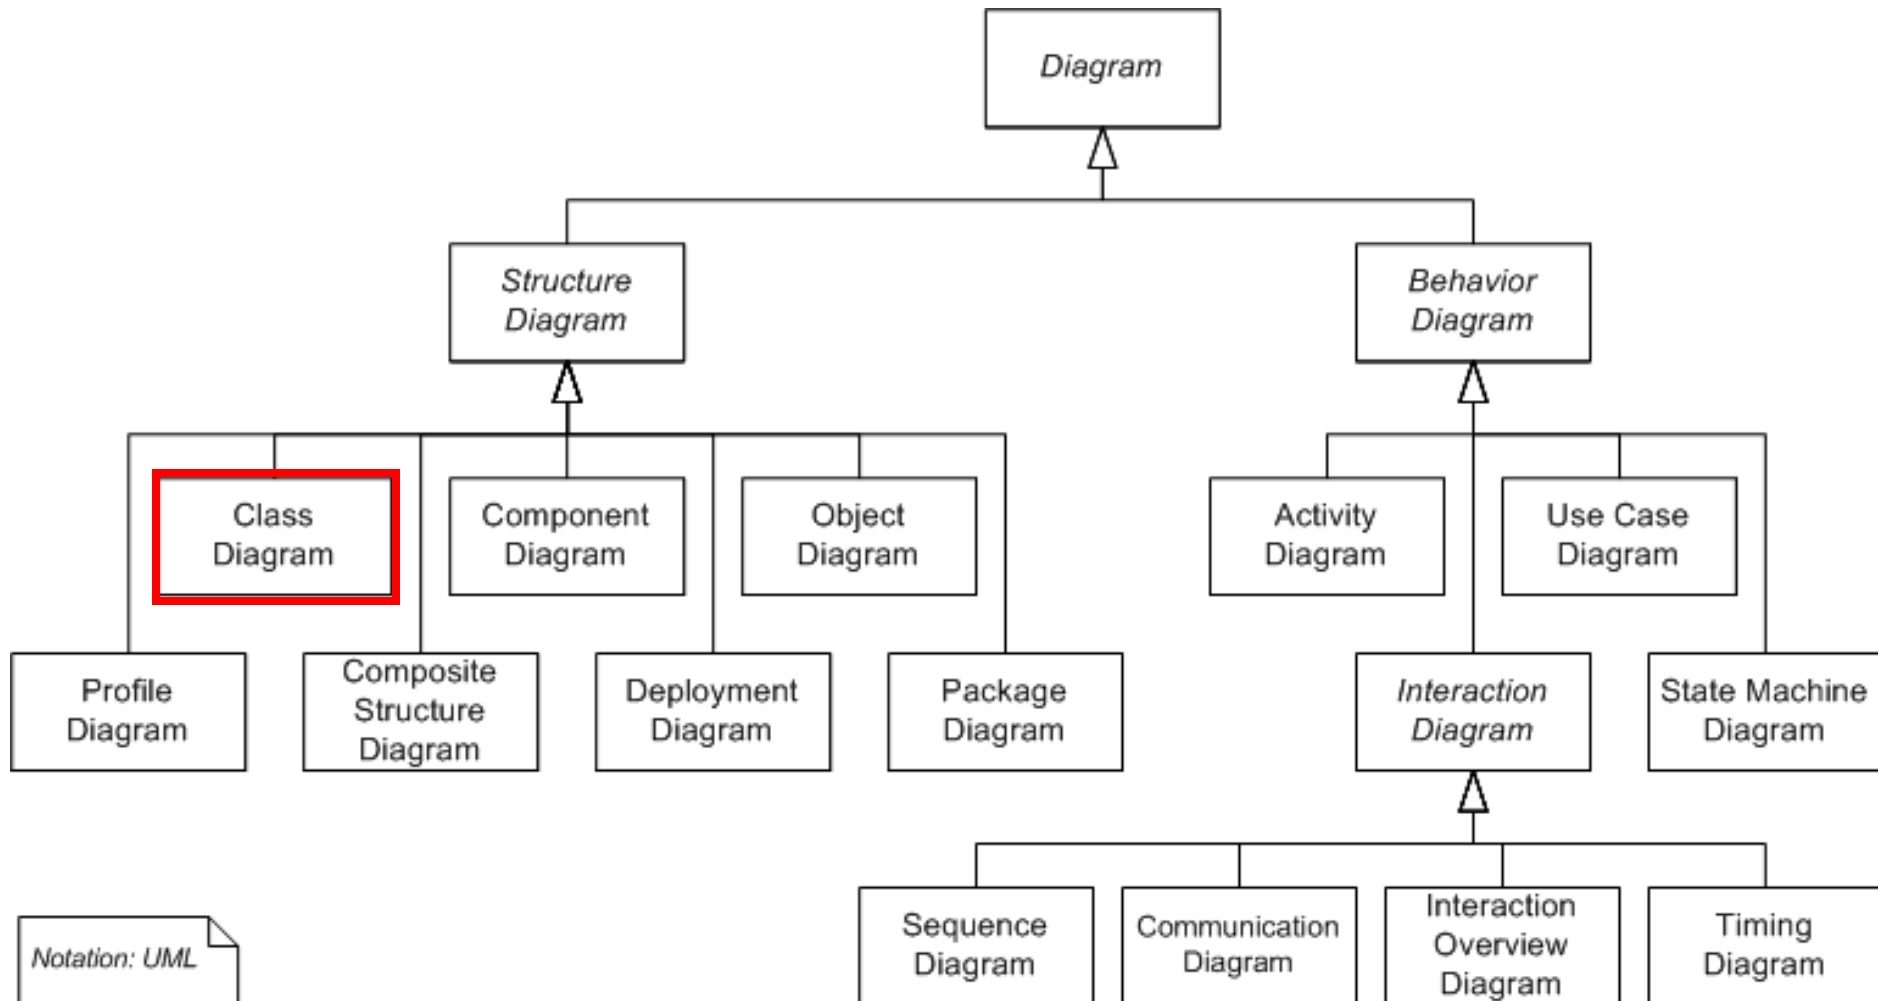 Diagram
Structure
Diagram
Behavior
Diagram
Class
Diagram
Component
Diagram
Object
Diagram
Activity
Diagram
Use Case
Diagram
Profile
Diagram
Composite
Structure
Diagram
Deployment
Diagram
Package
Diagram
Interaction
Diagram
State Machine
Diagram
Sequence
Diagram
Communication
Diagram
Interaction
Overview
Diagram
Timing
Diagram
Notation: UML